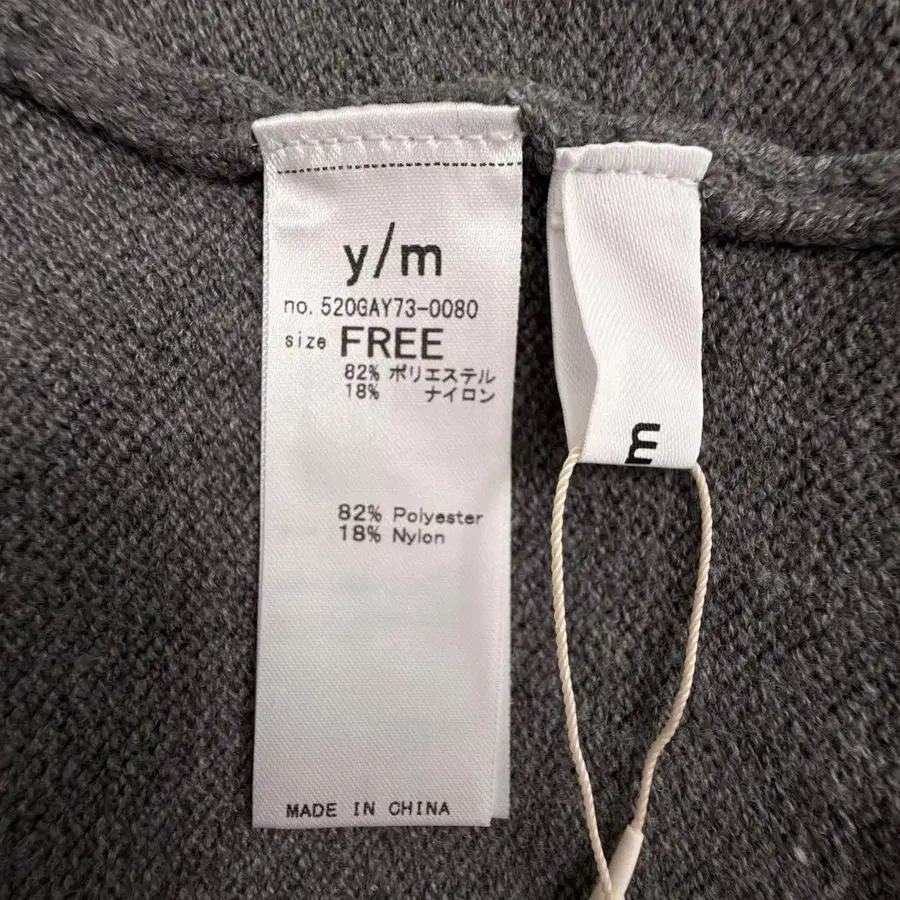 y/m
no. 520GAY73-0080
size FREE
82% ポリエステル
18% ナイロン
82% Polyester
18% Nylon
MADE IN CHINA
m